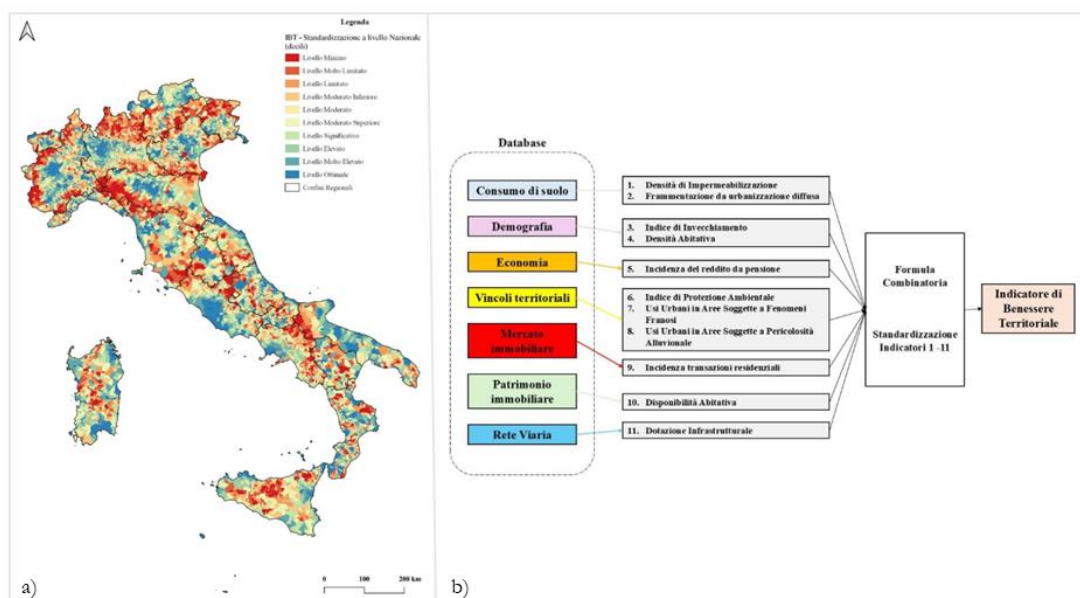 Legenda
IBT - Standardizzazione a livello Nazionale
(decili)
Livello Minimo
Livello Molto Limitato
Livello Limitato
Livello Moderato Inferiore
Livello Moderato
Livello Moderato Superiore
Livello Significativo
Livello Elevato
Livello Molto Elevato
Livello Ottimale
Confini Regionali
0 100 200 km
a)
Database
Consumo di suolo
Demografia
Economia
Vincoli territoriali
Mercato
immobiliare
Patrimonio
immobiliare
Rete Viaria
1. Densità di Impermeabilizzazione
2. Frammentazione da urbanizzazione diffusa
3. Indice di Invecchiamento
4. Densità Abitativa
5. Incidenza del reddito da pensione
6. Indice di Protezione Ambientale
7. Usi Urbani in Aree Soggette a Fenomeni
Franosi
8. Usi Urbani in Aree Soggette a Pericolosità
Alluvionale
9. Incidenza transazioni residenziali
10. Disponibilità Abitativa
11. Dotazione Infrastrutturale
Formula
Combinatoria
Standardizzazione
Indicatori 1 -11
Indicatore di
Benessere
Territoriale
b)